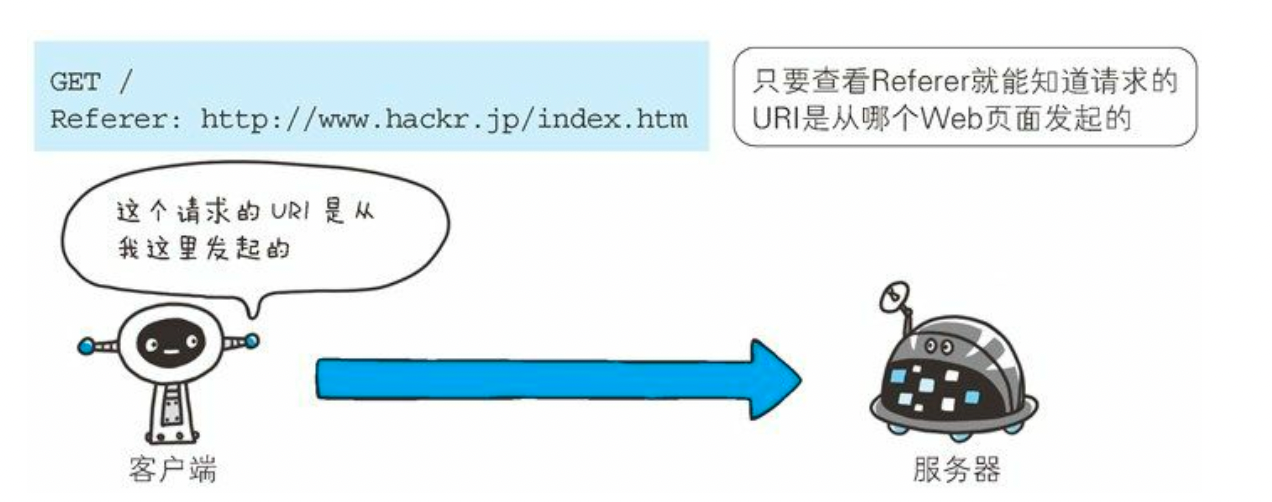 GET /
Referer: http://www.hackr.jp/index.htm
只要查看Referer就能知道请求的
URI是从哪个Web页面发起的
这个请求的 URI 是从
我这里发起的
客户端
服务器